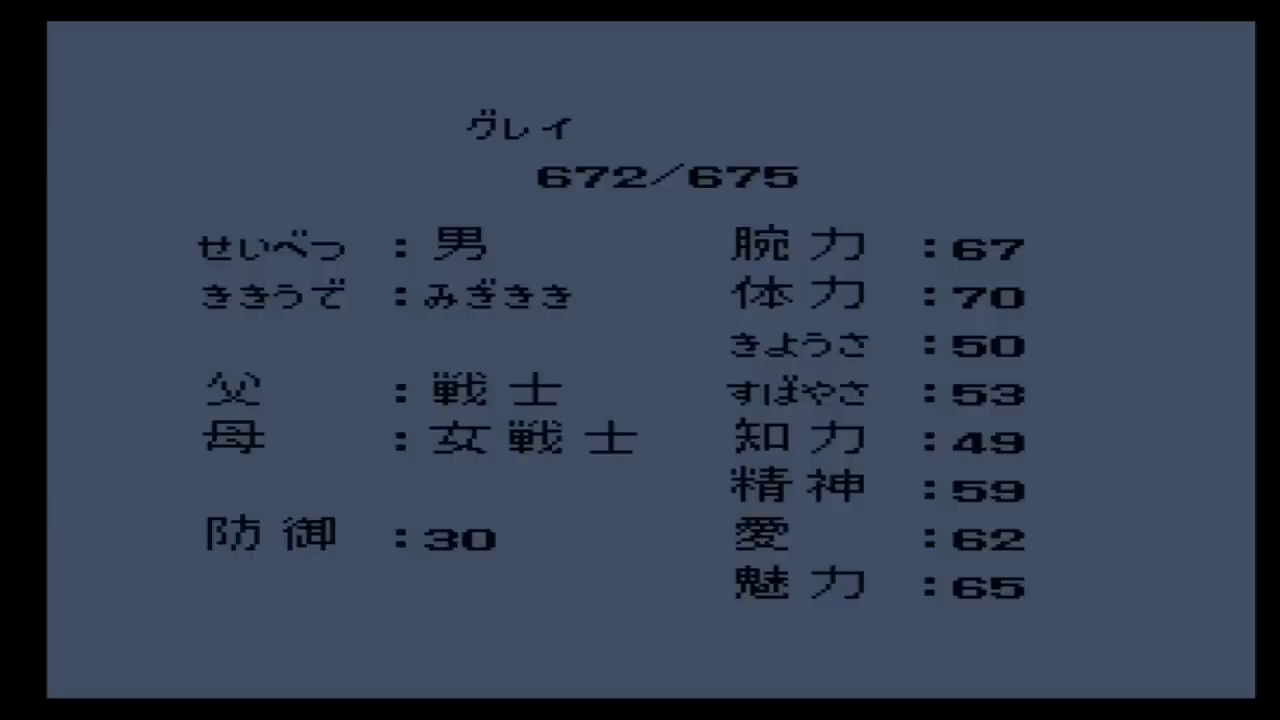 グレイ
672/675
せいべつ :男 腕力 :67
ききうで :みぎきき 体力 :70
きようさ :50
父 :戦士 すばやさ :53
母 :女戦士 知力 :49
精神 :59
防御 :30 愛 :62
魅力 :65